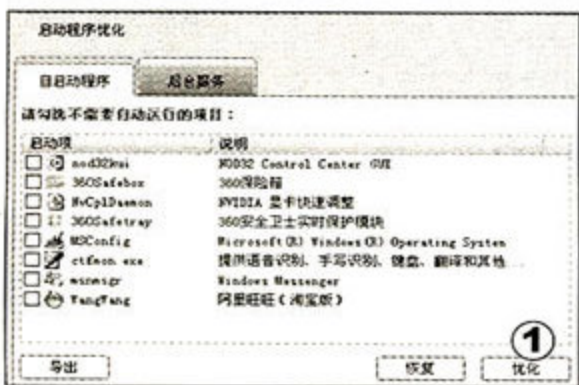 启动程序优化
自启动程序 后台服务
请勾选不需要自动运行的项目：
启动项 说明
nod32kui NOD32 Control Center GUI
360Safebox 360保险箱
NvCplDaemon NVIDIA 显卡快速调整
360Safetray 360安全卫士实时保护模块
MSConfig Microsoft(R) Windows(R) Operating System
ctfmon.exe 提供语音识别、手写识别、键盘、翻译和其他...
msnmsgr Windows Messenger
WangWang 阿里旺旺（淘宝版）
①
导出 恢复 优化